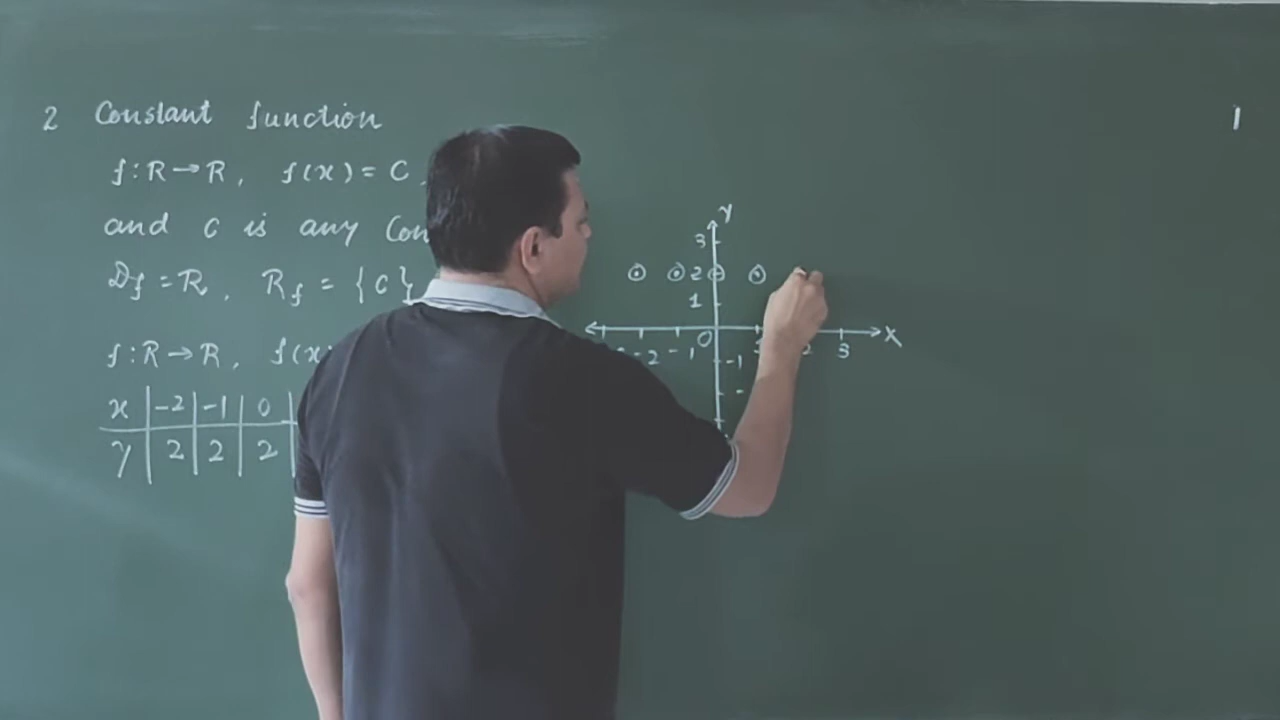 2 Constant function
1
f:R→R, f(x)=C,
and c is any
Df=R, Rf={C}
f:R→R, f(x)
x -2 -1 0
y 2 2 2
Y
3
2
1
-2 -1 0 2 3 X
-1